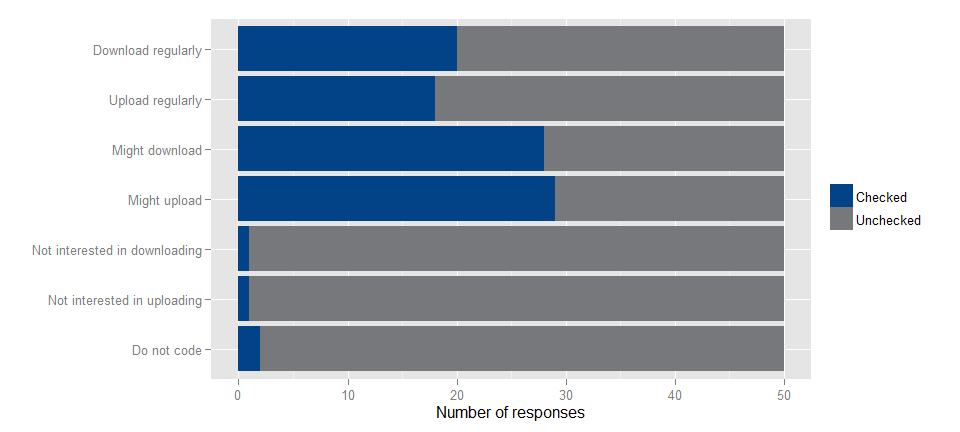 Download regularly
Upload regularly
Might download
Might upload
Not interested in downloading
Not interested in uploading
Do not code
0 10 20 30 40 50
Number of responses
Checked
Unchecked